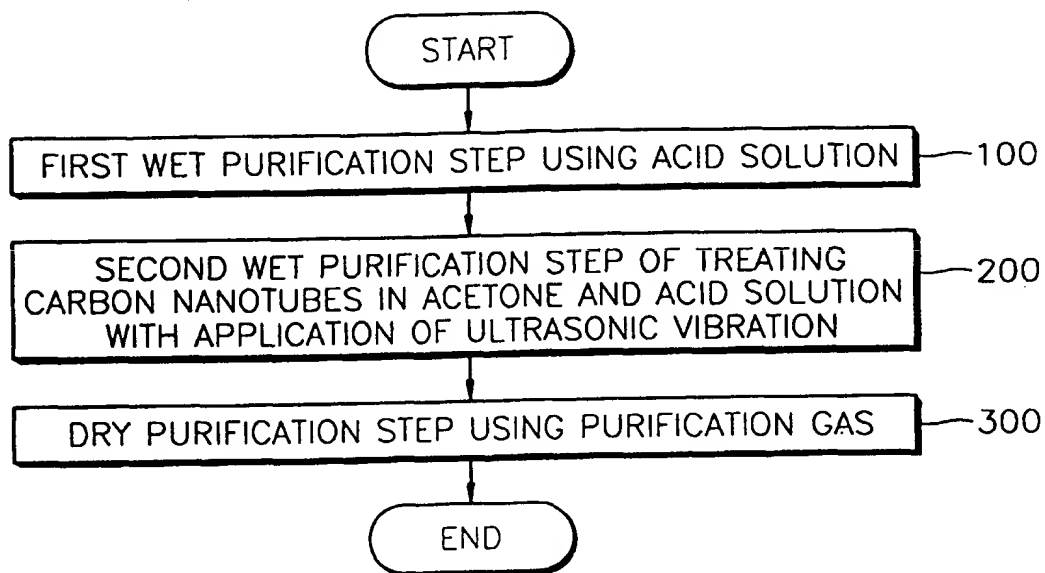 START
FIRST WET PURIFICATION STEP USING ACID SOLUTION
100
SECOND WET PURIFICATION STEP OF TREATING
CARBON NANOTUBES IN ACETONE AND ACID SOLUTION
WITH APPLICATION OF ULTRASONIC VIBRATION
200
DRY PURIFICATION STEP USING PURIFICATION GAS
300
END